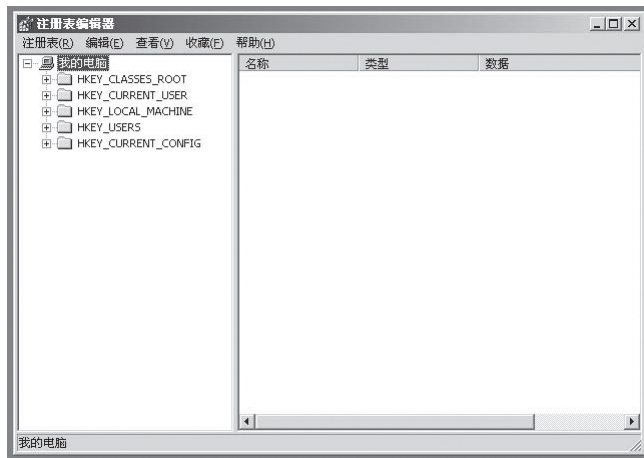 注册表编辑器
注册表(R) 编辑(E) 查看(V) 收藏(F) 帮助(H)
我的电脑
名称 类型 数据
HKEY_CLASSES_ROOT
HKEY_CURRENT_USER
HKEY_LOCAL_MACHINE
HKEY_USERS
HKEY_CURRENT_CONFIG
我的电脑